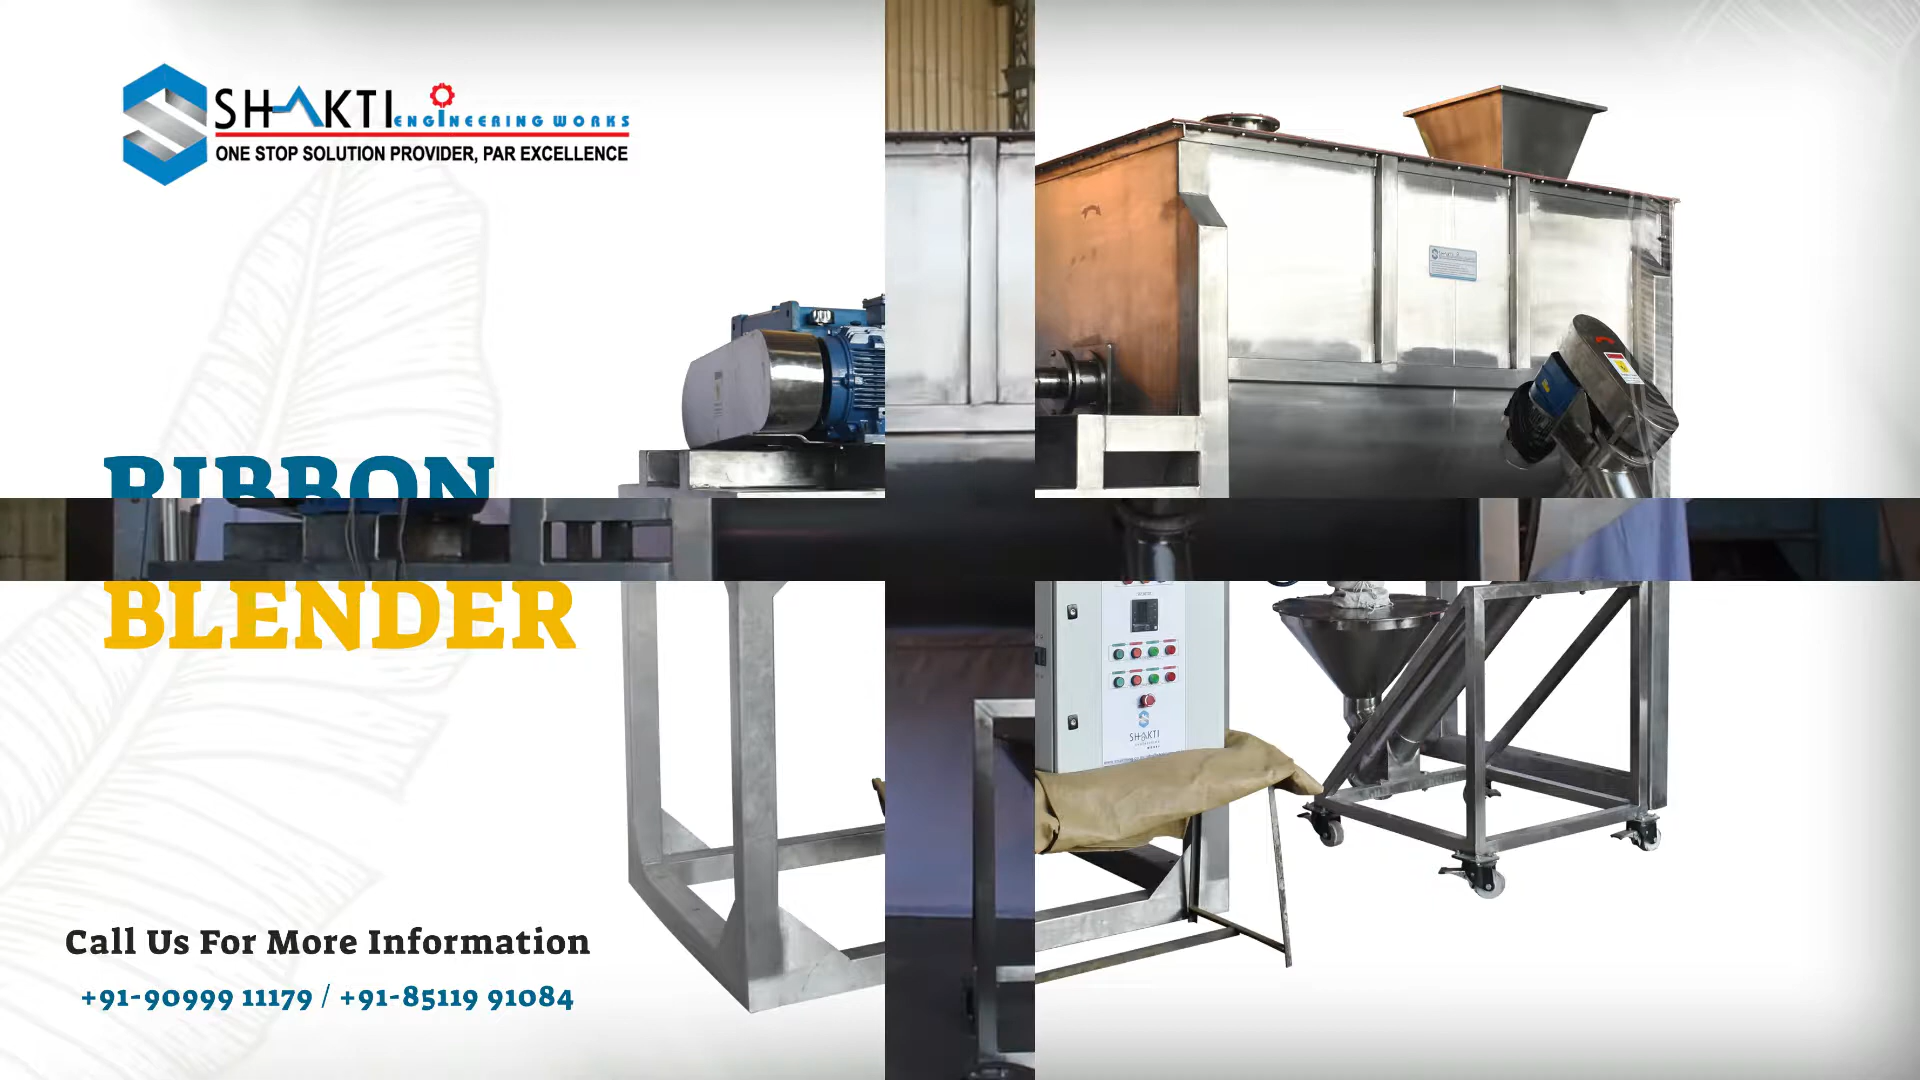 SHAKTI ENGINEERING WORKS
ONE STOP SOLUTION PROVIDER, PAR EXCELLENCE
RIBBON
BLENDER
SHAKTI
Call Us For More Information
+91-90999 11179 / +91-85119 91084